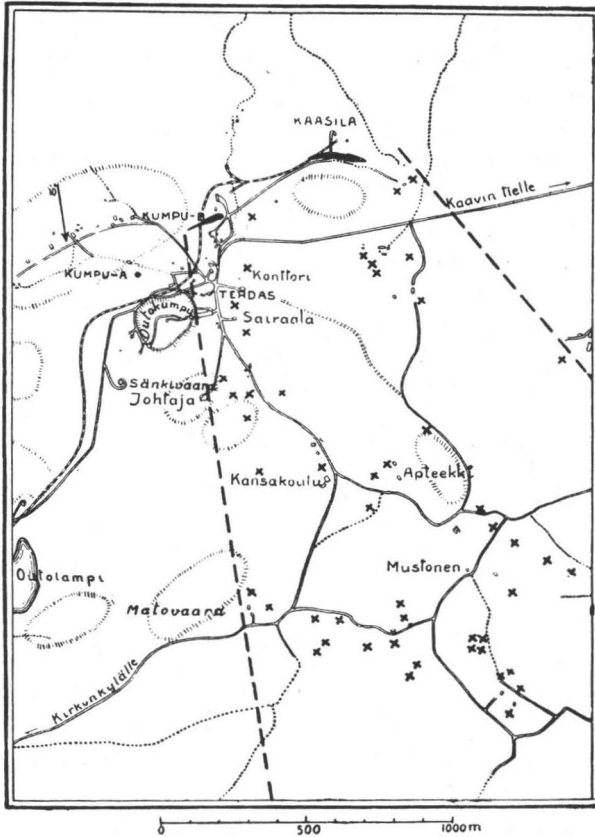 KAASILA
Kaavin tielle
KUMPU-B
KUMPU-A
Konttori
TEHDAS
Outokumpu
Sairaala
Sänkivaara
Johtaja
Kansakoulu
Apteekki
Outolampi
Mustonen
Matovaara
Kirkonkylälle
0 500 1000 m